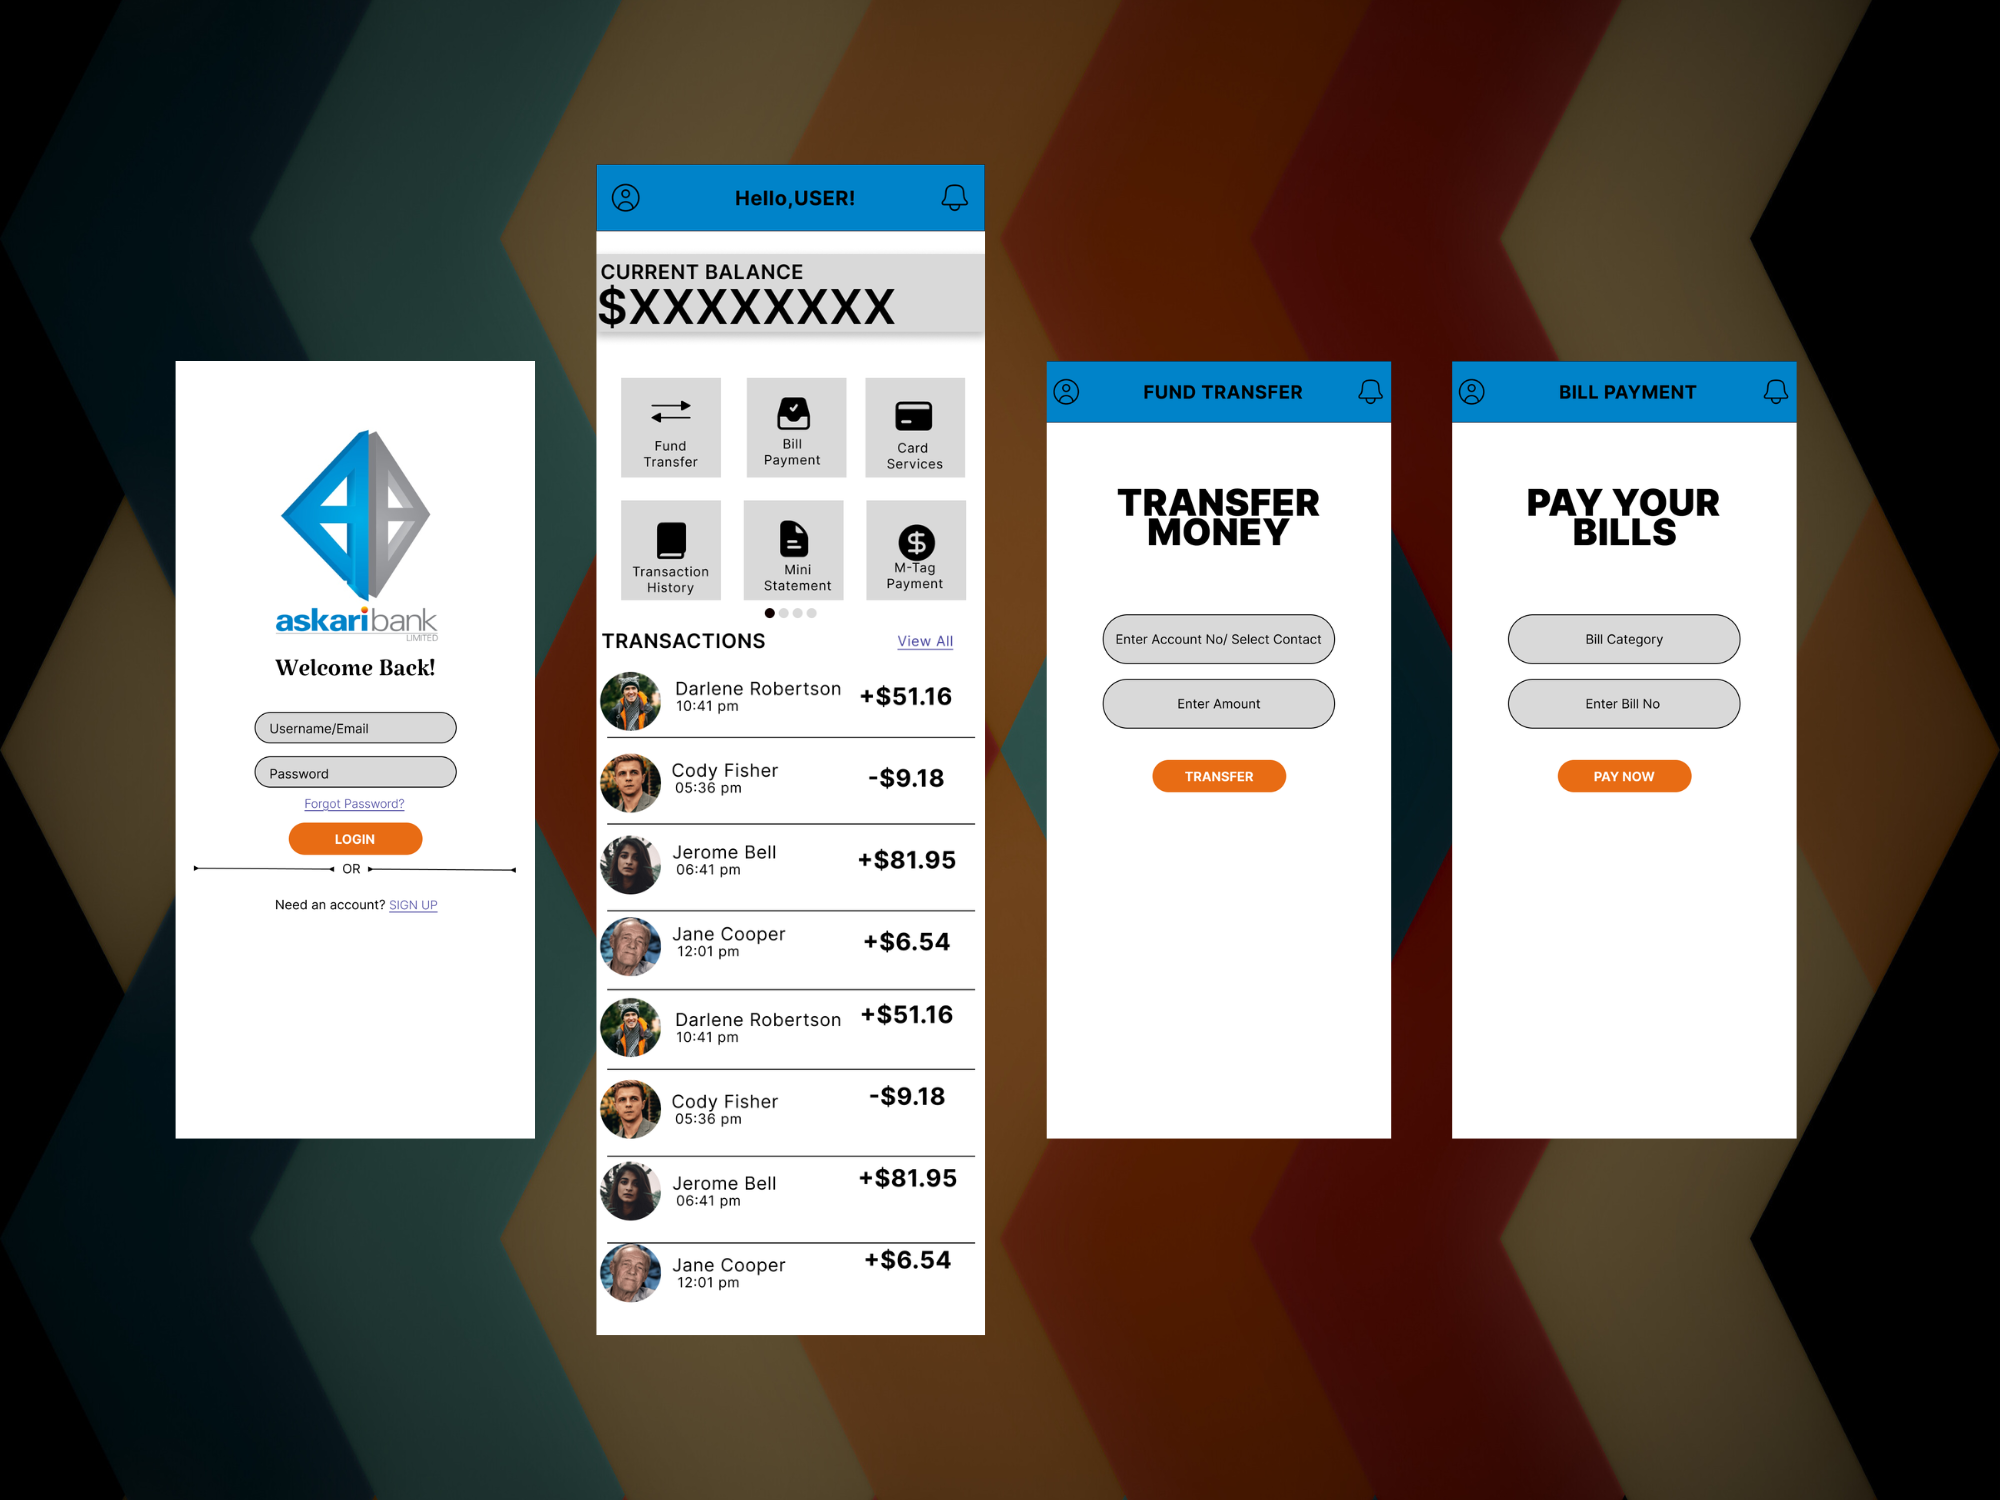 askaribank
LIMITED
Welcome Back!
Username/Email
Password
Forgot Password?
LOGIN
OR
Need an account? SIGN UP
Hello,USER!
CURRENT BALANCE
$XXXXXXXX
Fund
Transfer
Bill
Payment
Card
Services
Transaction
History
Mini
Statement
M-Tag
Payment
TRANSACTIONS
View All
Darlene Robertson
+$51.16
10:41 pm
Cody Fisher
-$9.18
05:36 pm
Jerome Bell
+$81.95
06:41 pm
Jane Cooper
+$6.54
12:01 pm
Darlene Robertson
+$51.16
10:41 pm
Cody Fisher
-$9.18
05:36 pm
Jerome Bell
+$81.95
06:41 pm
Jane Cooper
+$6.54
12:01 pm
FUND TRANSFER
TRANSFER
MONEY
Enter Account No/ Select Contact
Enter Amount
TRANSFER
BILL PAYMENT
PAY YOUR
BILLS
Bill Category
Enter Bill No
PAY NOW